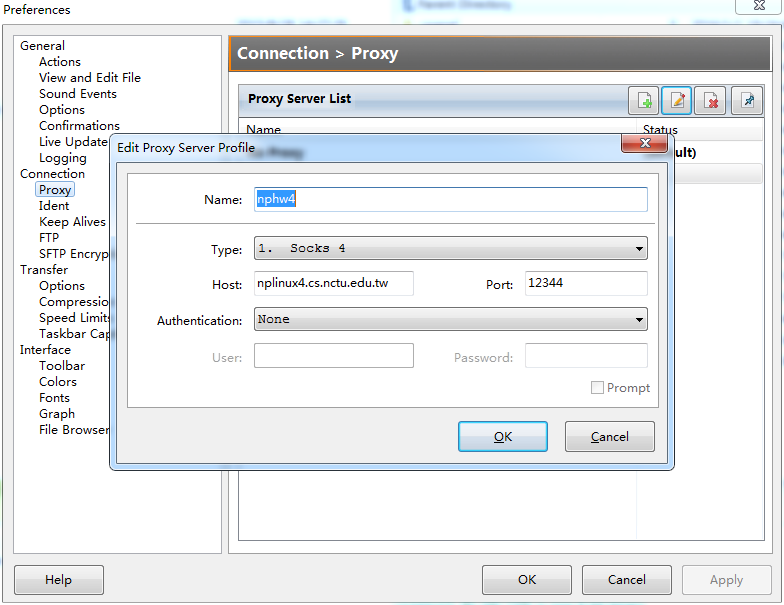 Preferences
General
Actions
View and Edit File
Sound Events
Options
Confirmations
Live Update
Logging
Connection
Proxy
Ident
Keep Alives
FTP
SFTP Encryp
Transfer
Options
Compressio
Speed Limits
Taskbar Cap
Interface
Toolbar
Colors
Fonts
Graph
File Browser
Connection > Proxy
Proxy Server List
Name Status
Edit Proxy Server Profile
Name: nphw4
Type: 1. Socks 4
Host: nplinux4.cs.nctu.edu.tw Port: 12344
Authentication: None
User: Password:
Prompt
OK Cancel
Help OK Cancel Apply